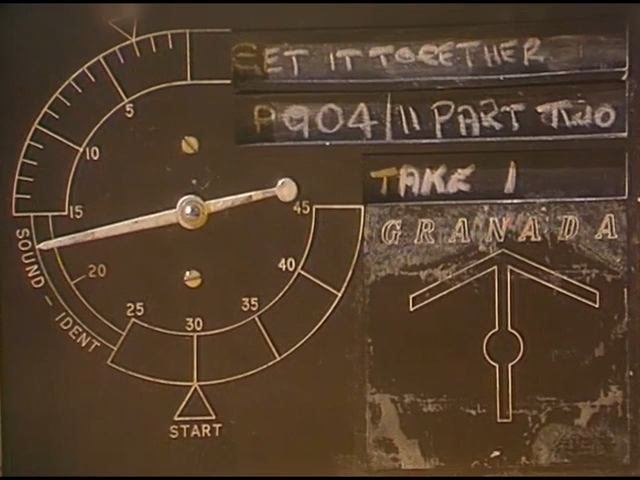 GET IT TOGETHER
P904/11 PART TWO
TAKE 1
GRANADA
5
10
15
20
25
30
35
40
45
SOUND - IDENT
START